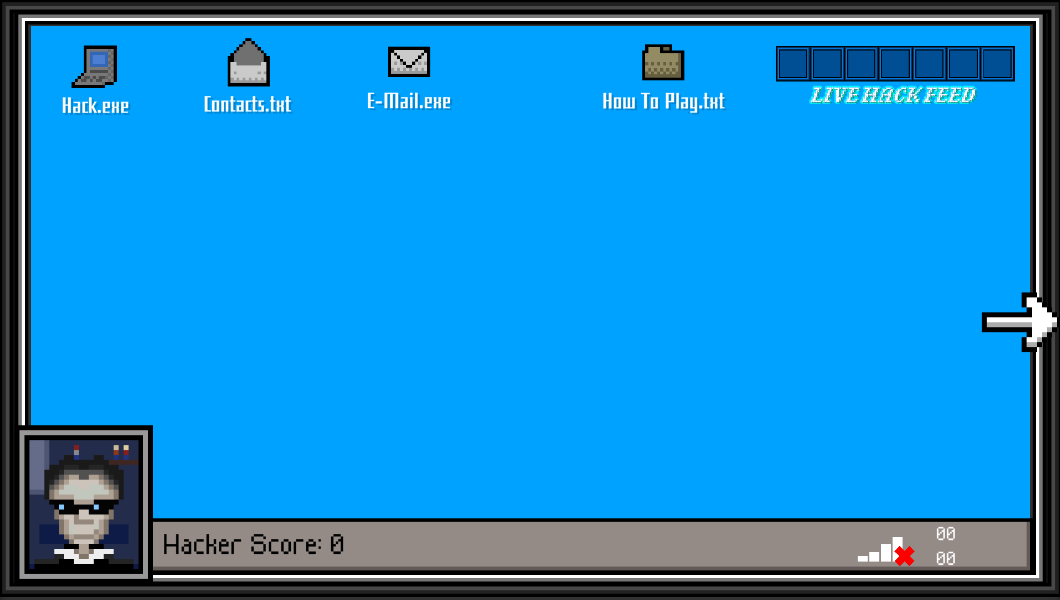 Hack.exe
Contacts.txt
E-Mail.exe
How To Play.txt
LIVE HACK FEED
Hacker Score: 0
00
00